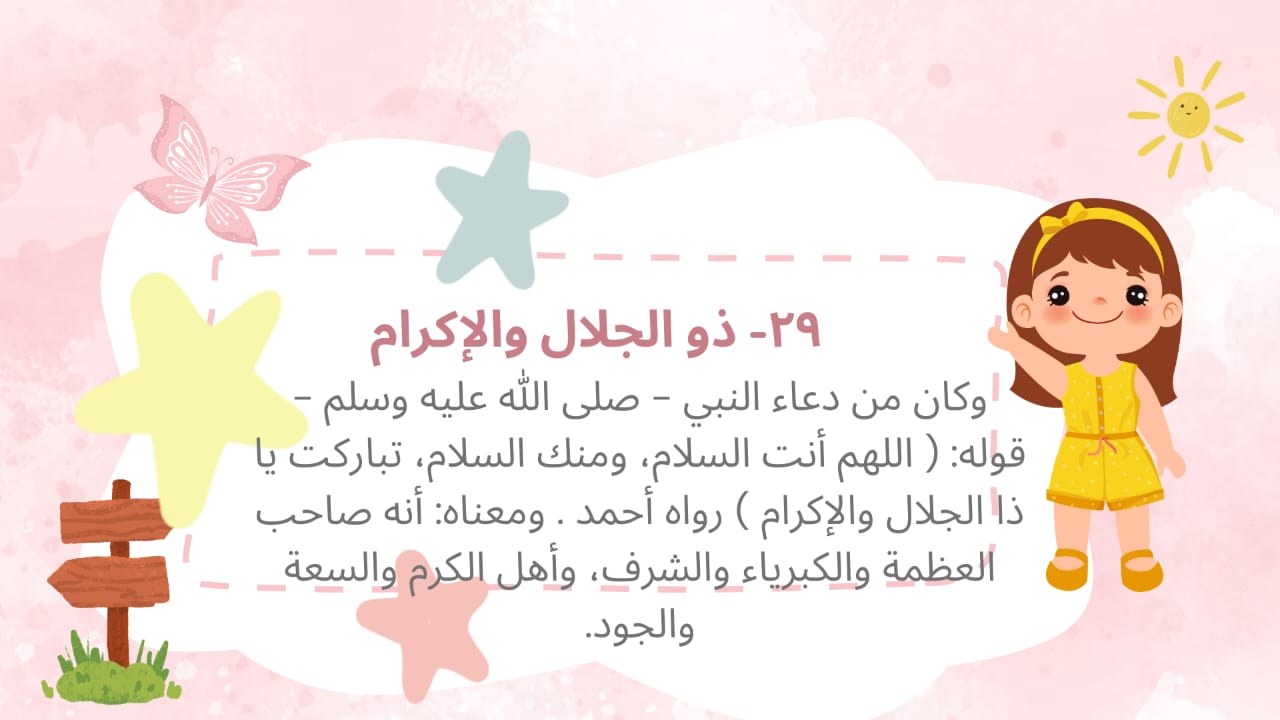 ٢٩- ذو الجلال والإكرام
وكان من دعاء النبي – صلى الله عليه وسلم –
قوله: ( اللهم أنت السلام، ومنك السلام، تباركت يا
ذا الجلال والإكرام ) رواه أحمد . ومعناه: أنه صاحب
العظمة والكبرياء والشرف، وأهل الكرم والسعة
والجود.